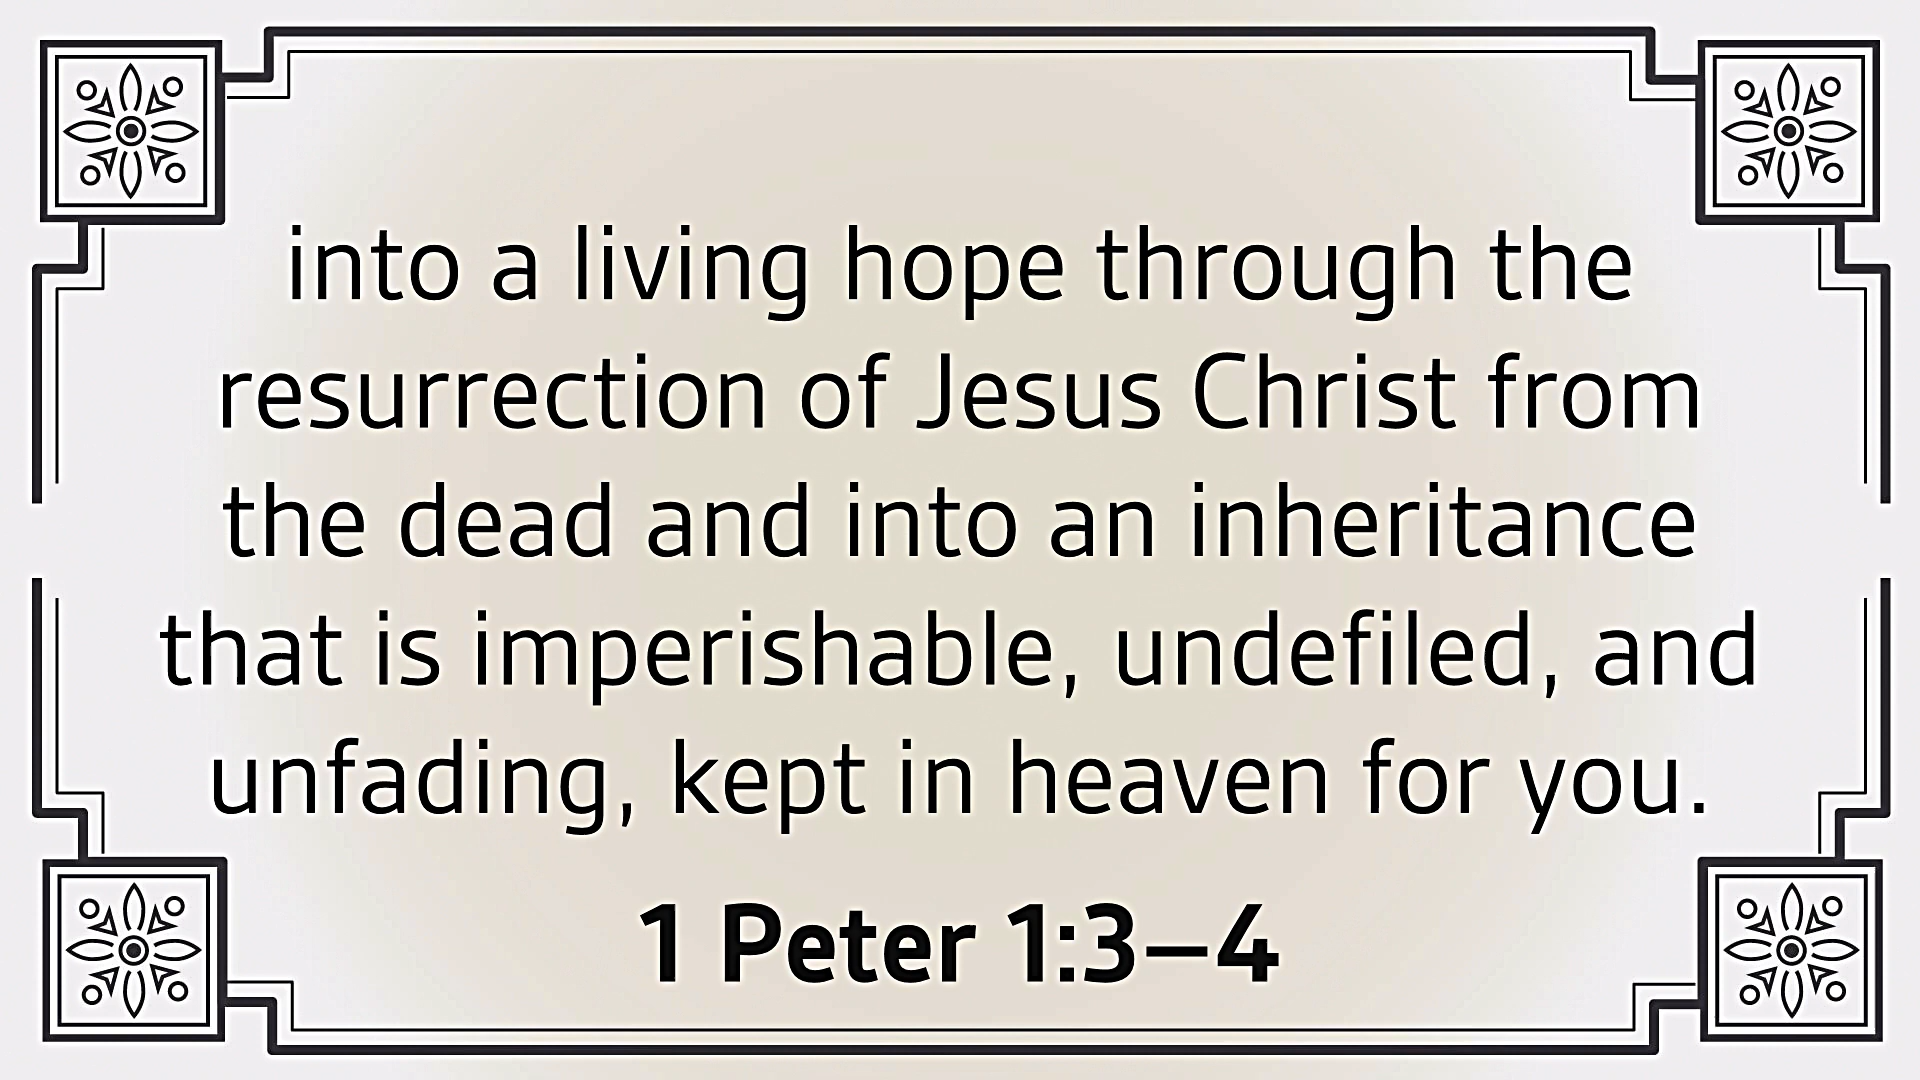 into a living hope through the
resurrection of Jesus Christ from
the dead and into an inheritance
that is imperishable, undefiled, and
unfading, kept in heaven for you.
1 Peter 1:3–4